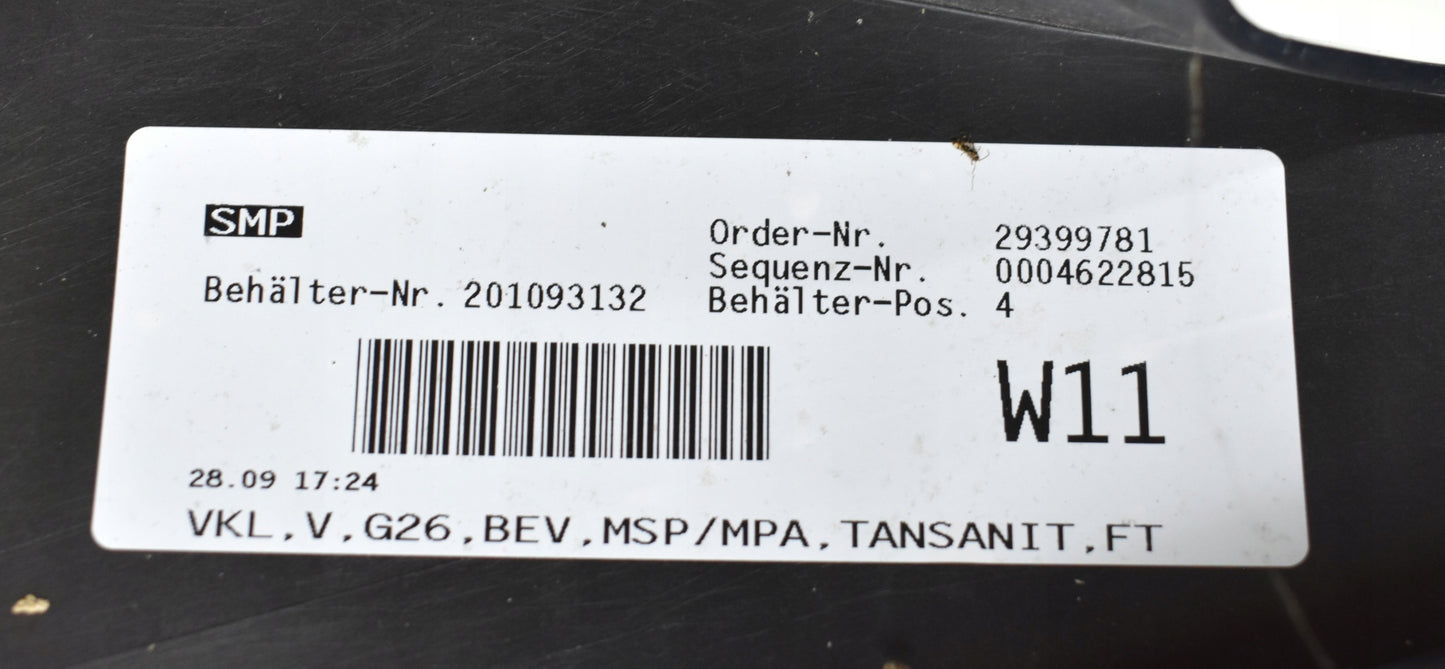 SMP
Behälter-Nr. 201093132
Order-Nr. 29399781
Sequenz-Nr. 0004622815
Behälter-Pos. 4
W11
28.09 17:24
VKL,V,G26,BEV,MSP/MPA,TANSANIT,FT